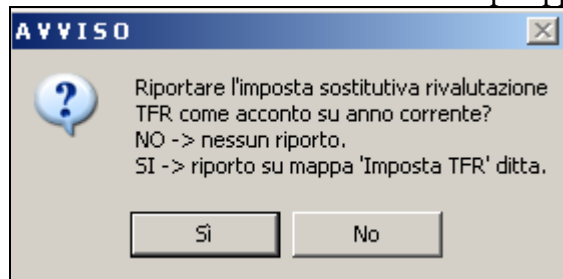 AVVISO
Riportare l'imposta sostitutiva rivalutazione
TFR come acconto su anno corrente?
NO -> nessun riporto.
SI -> riporto su mappa 'Imposta TFR' ditta.
Sì
No